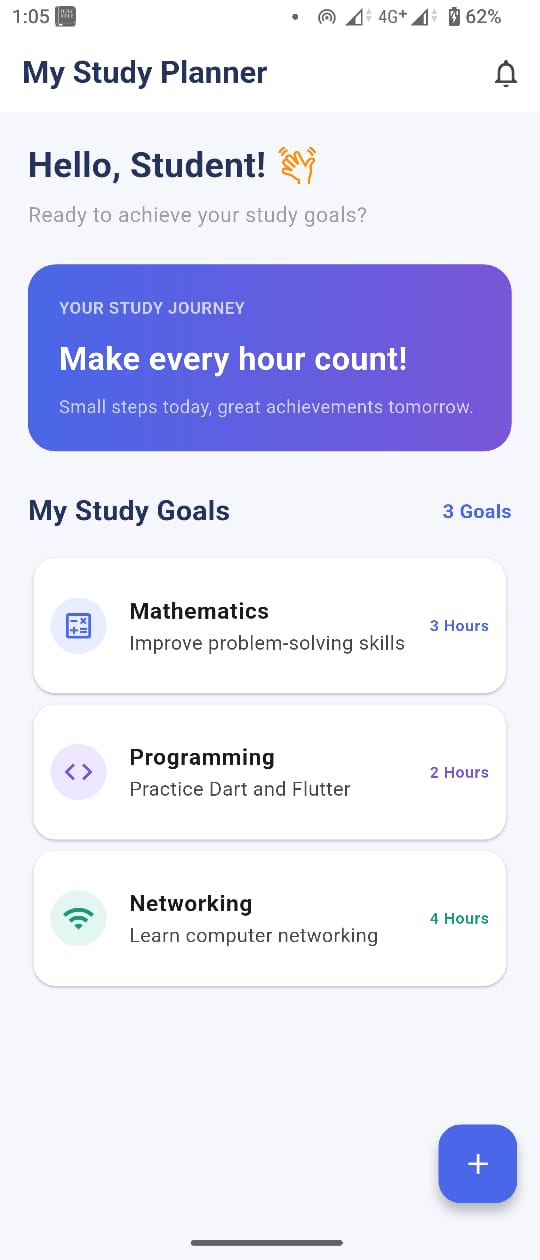 1:05 4G+ 62%
My Study Planner
Hello, Student! 👋
Ready to achieve your study goals?
YOUR STUDY JOURNEY
Make every hour count!
Small steps today, great achievements tomorrow.
My Study Goals 3 Goals
Mathematics
Improve problem-solving skills
3 Hours
Programming
Practice Dart and Flutter
2 Hours
Networking
Learn computer networking
4 Hours
+